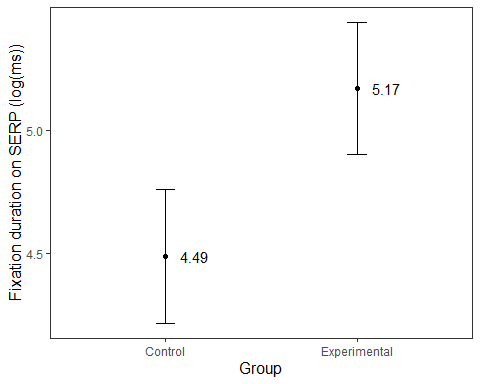 Fixation duration on SERP (log(ms))
5.0
4.5
5.17
4.49
Control
Experimental
Group